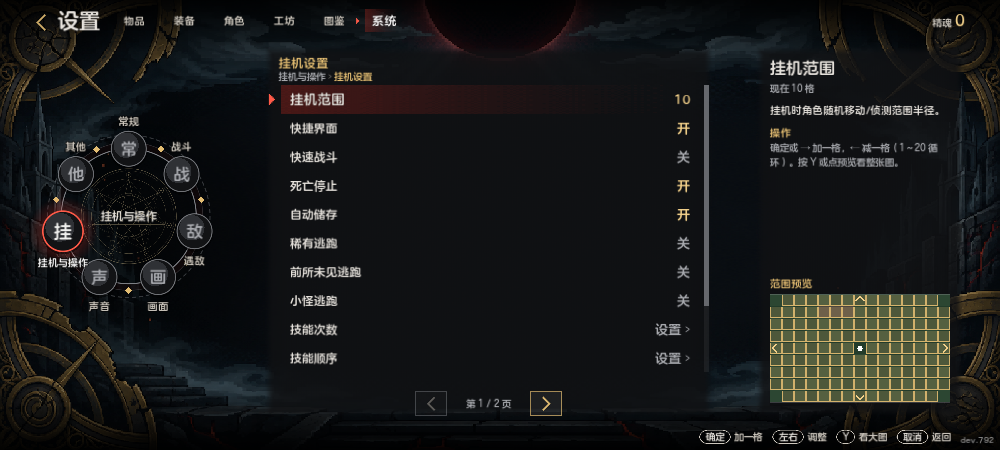 设置 物品 装备 角色 工坊 图鉴 系统 精魂 0
常规
其他 常 战斗
他 战
挂机与操作
挂 敌
挂机与操作 遇敌
声 画
声音 画面
挂机设置
挂机与操作 · 挂机设置
挂机范围 10
快捷界面 开
快速战斗 关
死亡停止 开
自动储存 开
稀有逃跑 关
前所未见逃跑 关
小怪逃跑 关
技能次数 设置 >
技能顺序 设置 >
第 1 / 2 页
挂机范围
现在 10 格
挂机时角色随机移动/侦测范围半径。
操作
确定或 → 加一格, ← 减一格 ( 1 ~ 20 循
环 ) 。按 Y 或点预览看整张图。
范围预览
确定 加一格 左右 调整 Y 看大图 取消 返回 dev.792